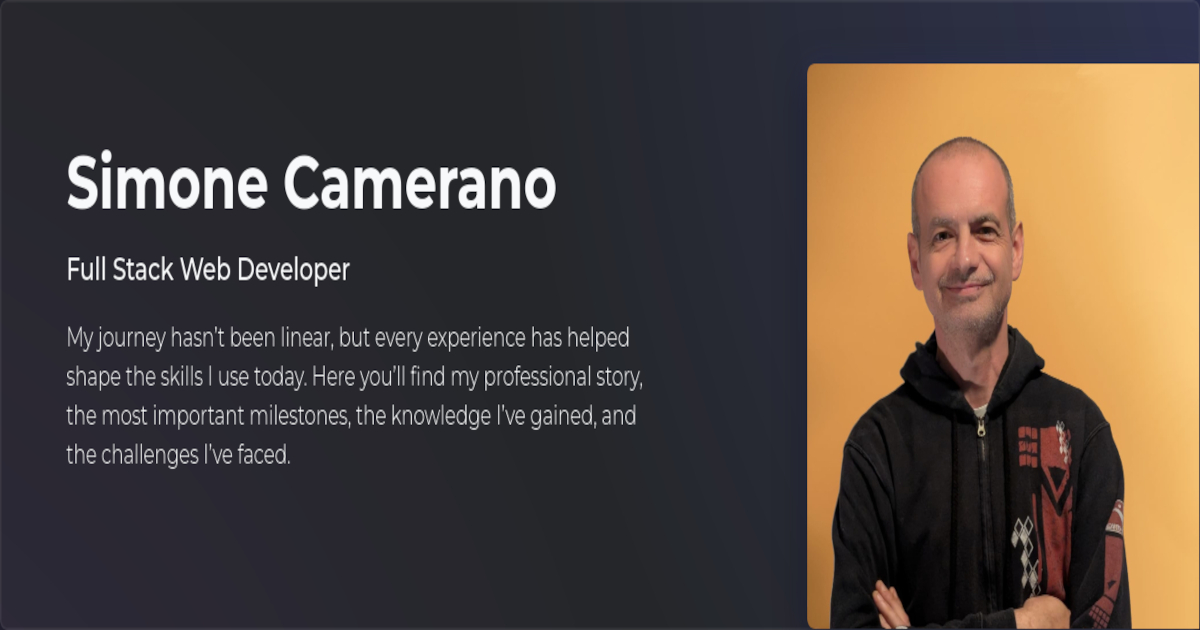 Simone Camerano
Full Stack Web Developer
My journey hasn’t been linear, but every experience has helped
shape the skills I use today. Here you’ll find my professional story,
the most important milestones, the knowledge I’ve gained, and
the challenges I’ve faced.